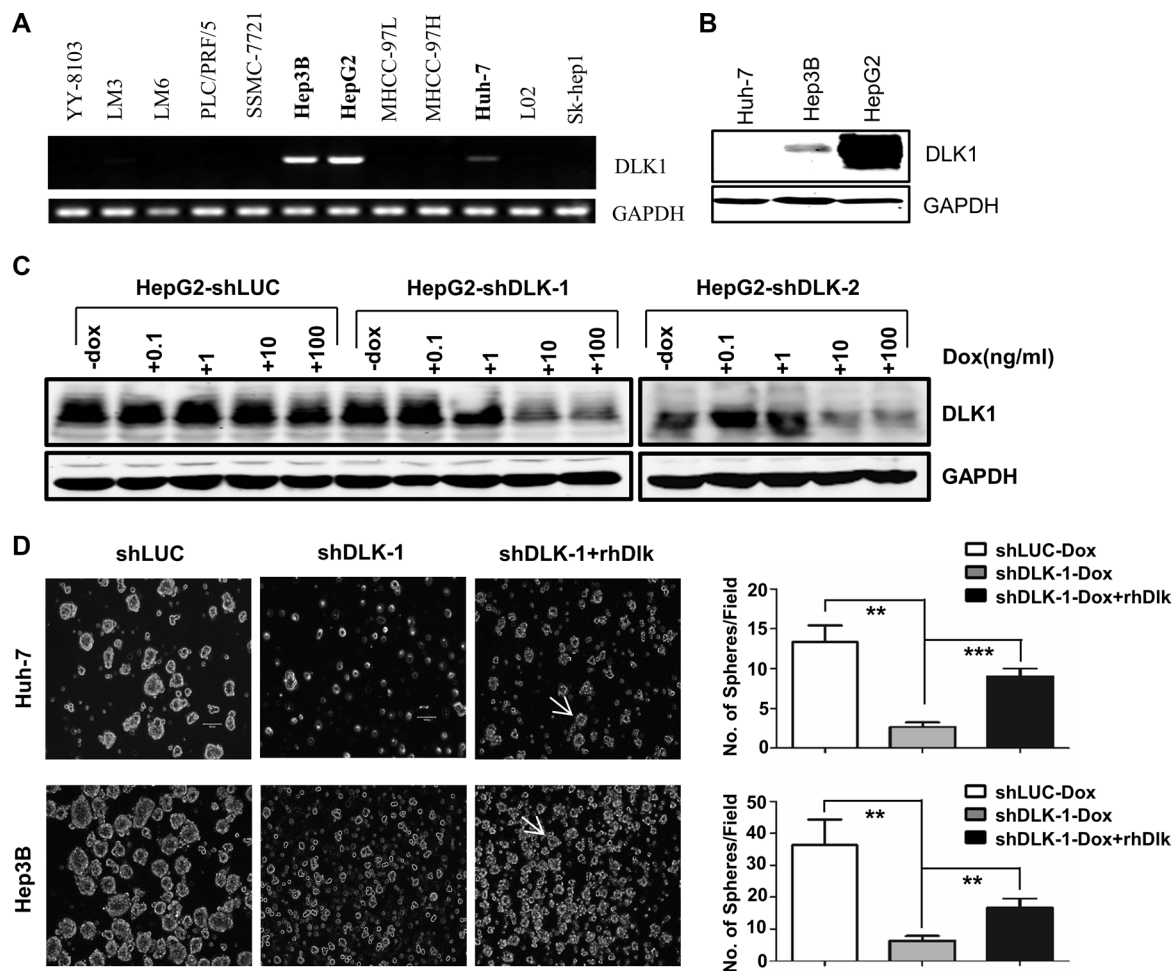 A
YY-8103
LM3
LM6
PLC/PRF/5
SSMC-7721
Hep3B
HepG2
MHCC-97L
MHCC-97H
Huh-7
L02
Sk-hep1
DLK1
GAPDH
B
Huh-7
Hep3B
HepG2
DLK1
GAPDH
C
HepG2-shLUC
HepG2-shDLK-1
HepG2-shDLK-2
-dox +0.1 +1 +10 +100 -dox +0.1 +1 +10 +100 -dox +0.1 +1 +10 +100 Dox(ng/ml)
DLK1
GAPDH
D
shLUC
shDLK-1
shDLK-1+rhDlk
Huh-7
Hep3B
shLUC-Dox
shDLK-1-Dox
shDLK-1-Dox+rhDlk
No. of Spheres/Field
20
15
10
5
0
**
***
shLUC-Dox
shDLK-1-Dox
shDLK-1-Dox+rhDlk
No. of Spheres/Field
50
40
30
20
10
0
**
**